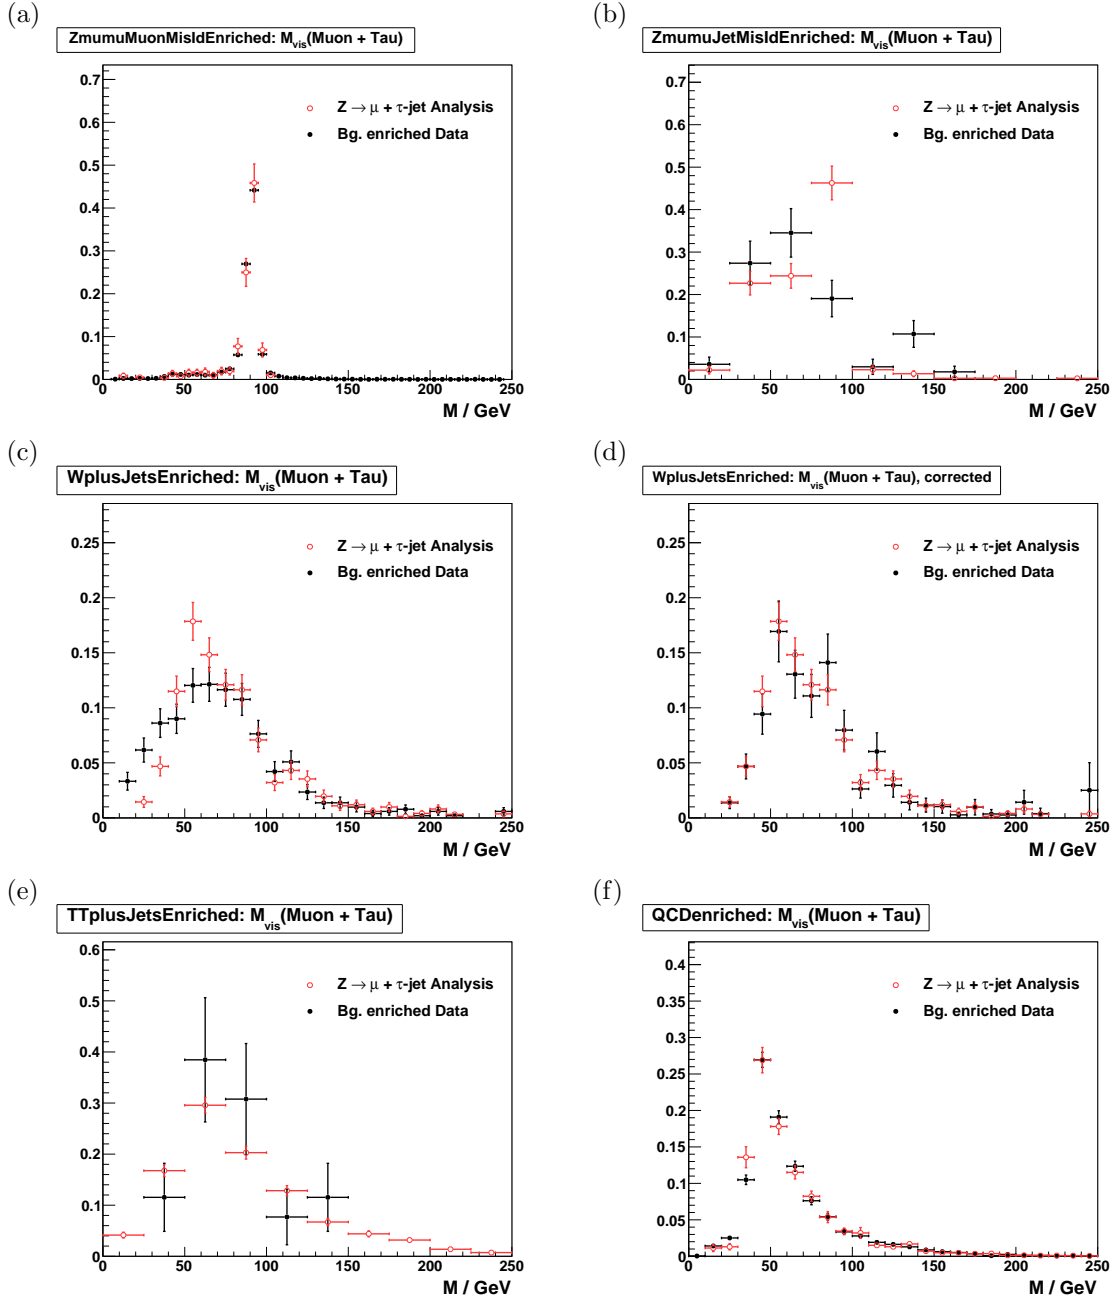 (a)
ZmumuMuonMisIdEnriched: M_vis(Muon + Tau)
0.7
0.6
0.5
0.4
0.3
0.2
0.1
0
Z → μ + τ-jet Analysis
Bg. enriched Data
0 50 100 150 200 250
M / GeV
(b)
ZmumuJetMisIdEnriched: M_vis(Muon + Tau)
0.7
0.6
0.5
0.4
0.3
0.2
0.1
0
Z → μ + τ-jet Analysis
Bg. enriched Data
0 50 100 150 200 250
M / GeV
(c)
WplusJetsEnriched: M_vis(Muon + Tau)
0.25
0.2
0.15
0.1
0.05
0
Z → μ + τ-jet Analysis
Bg. enriched Data
0 50 100 150 200 250
M / GeV
(d)
WplusJetsEnriched: M_vis(Muon + Tau), corrected
0.25
0.2
0.15
0.1
0.05
0
Z → μ + τ-jet Analysis
Bg. enriched Data
0 50 100 150 200 250
M / GeV
(e)
TTplusJetsEnriched: M_vis(Muon + Tau)
0.6
0.5
0.4
0.3
0.2
0.1
0
Z → μ + τ-jet Analysis
Bg. enriched Data
0 50 100 150 200 250
M / GeV
(f)
QCDenriched: M_vis(Muon + Tau)
0.4
0.35
0.3
0.25
0.2
0.15
0.1
0.05
0
Z → μ + τ-jet Analysis
Bg. enriched Data
0 50 100 150 200 250
M / GeV